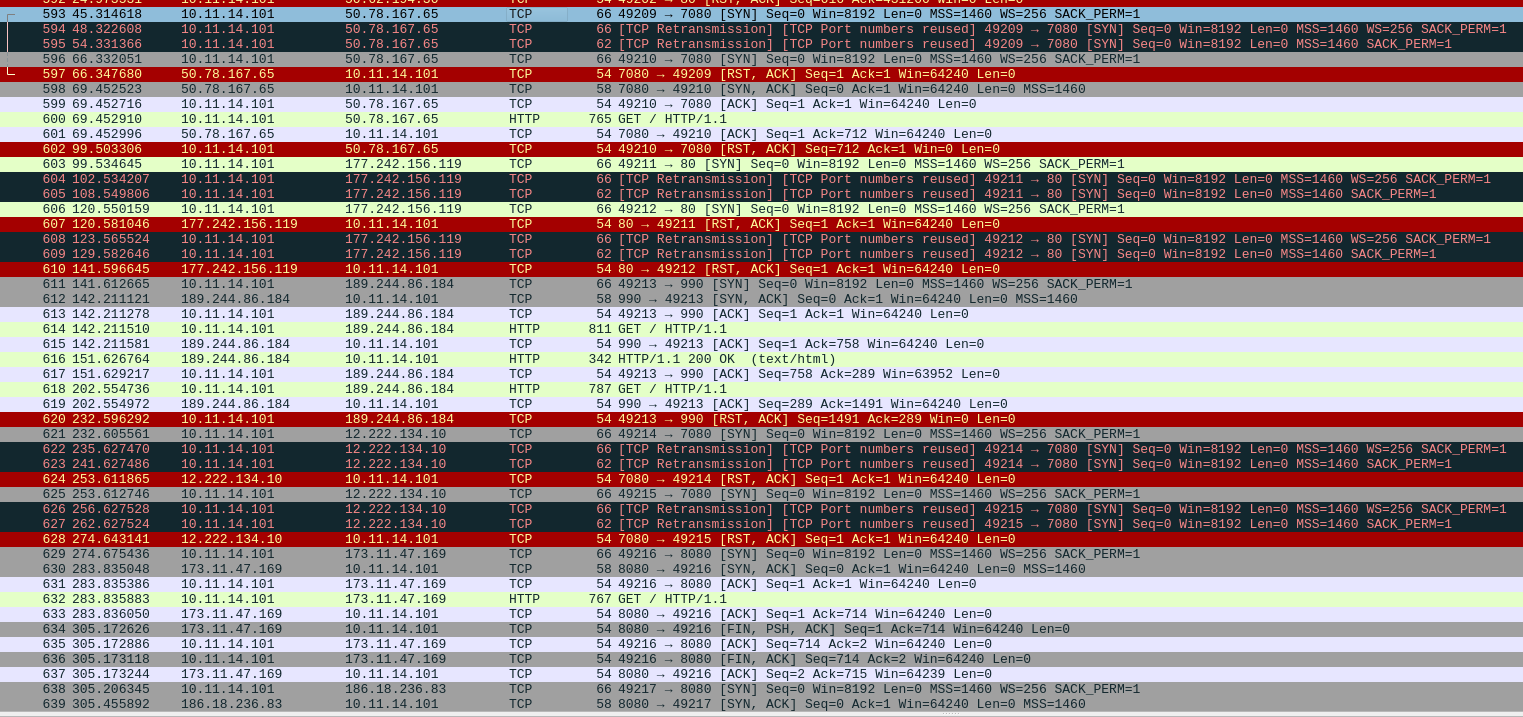 593 45.314618 10.11.14.101 50.78.167.65 TCP 66 49209 → 7080 [SYN] Seq=0 Win=8192 Len=0 MSS=1460 WS=256 SACK_PERM=1
594 48.322608 10.11.14.101 50.78.167.65 TCP 66 [TCP Retransmission] [TCP Port numbers reused] 49209 → 7080 [SYN] Seq=0 Win=8192 Len=0 MSS=1460 WS=256 SACK_PERM=1
595 54.331366 10.11.14.101 50.78.167.65 TCP 62 [TCP Retransmission] [TCP Port numbers reused] 49209 → 7080 [SYN] Seq=0 Win=8192 Len=0 MSS=1460 SACK_PERM=1
596 66.332051 10.11.14.101 50.78.167.65 TCP 66 49210 → 7080 [SYN] Seq=0 Win=8192 Len=0 MSS=1460 WS=256 SACK_PERM=1
597 66.347680 50.78.167.65 10.11.14.101 TCP 54 7080 → 49209 [RST, ACK] Seq=1 Ack=1 Win=64240 Len=0
598 69.452523 50.78.167.65 10.11.14.101 TCP 58 7080 → 49210 [SYN, ACK] Seq=0 Ack=1 Win=64240 Len=0 MSS=1460
599 69.452716 10.11.14.101 50.78.167.65 TCP 54 49210 → 7080 [ACK] Seq=1 Ack=1 Win=64240 Len=0
600 69.452910 10.11.14.101 50.78.167.65 HTTP 765 GET / HTTP/1.1
601 69.452996 50.78.167.65 10.11.14.101 TCP 54 7080 → 49210 [ACK] Seq=1 Ack=712 Win=64240 Len=0
602 99.503306 10.11.14.101 50.78.167.65 TCP 54 49210 → 7080 [RST, ACK] Seq=712 Ack=1 Win=0 Len=0
603 99.534645 10.11.14.101 177.242.156.119 TCP 66 49211 → 80 [SYN] Seq=0 Win=8192 Len=0 MSS=1460 WS=256 SACK_PERM=1
604 102.534207 10.11.14.101 177.242.156.119 TCP 66 [TCP Retransmission] [TCP Port numbers reused] 49211 → 80 [SYN] Seq=0 Win=8192 Len=0 MSS=1460 WS=256 SACK_PERM=1
605 108.549806 10.11.14.101 177.242.156.119 TCP 62 [TCP Retransmission] [TCP Port numbers reused] 49211 → 80 [SYN] Seq=0 Win=8192 Len=0 MSS=1460 SACK_PERM=1
606 120.550159 10.11.14.101 177.242.156.119 TCP 66 49212 → 80 [SYN] Seq=0 Win=8192 Len=0 MSS=1460 WS=256 SACK_PERM=1
607 120.581046 177.242.156.119 10.11.14.101 TCP 54 80 → 49211 [RST, ACK] Seq=1 Ack=1 Win=64240 Len=0
608 123.565524 10.11.14.101 177.242.156.119 TCP 66 [TCP Retransmission] [TCP Port numbers reused] 49212 → 80 [SYN] Seq=0 Win=8192 Len=0 MSS=1460 WS=256 SACK_PERM=1
609 129.582646 10.11.14.101 177.242.156.119 TCP 62 [TCP Retransmission] [TCP Port numbers reused] 49212 → 80 [SYN] Seq=0 Win=8192 Len=0 MSS=1460 SACK_PERM=1
610 141.596645 177.242.156.119 10.11.14.101 TCP 54 80 → 49212 [RST, ACK] Seq=1 Ack=1 Win=64240 Len=0
611 141.612665 10.11.14.101 189.244.86.184 TCP 66 49213 → 990 [SYN] Seq=0 Win=8192 Len=0 MSS=1460 WS=256 SACK_PERM=1
612 142.211121 189.244.86.184 10.11.14.101 TCP 58 990 → 49213 [SYN, ACK] Seq=0 Ack=1 Win=64240 Len=0 MSS=1460
613 142.211278 10.11.14.101 189.244.86.184 TCP 54 49213 → 990 [ACK] Seq=1 Ack=1 Win=64240 Len=0
614 142.211510 10.11.14.101 189.244.86.184 HTTP 811 GET / HTTP/1.1
615 142.211581 189.244.86.184 10.11.14.101 TCP 54 990 → 49213 [ACK] Seq=1 Ack=758 Win=64240 Len=0
616 151.626764 189.244.86.184 10.11.14.101 HTTP 342 HTTP/1.1 200 OK (text/html)
617 151.629217 10.11.14.101 189.244.86.184 TCP 54 49213 → 990 [ACK] Seq=758 Ack=289 Win=63952 Len=0
618 202.554736 10.11.14.101 189.244.86.184 HTTP 787 GET / HTTP/1.1
619 202.554972 189.244.86.184 10.11.14.101 TCP 54 990 → 49213 [ACK] Seq=289 Ack=1491 Win=64240 Len=0
620 232.596292 10.11.14.101 189.244.86.184 TCP 54 49213 → 990 [RST, ACK] Seq=1491 Ack=289 Win=0 Len=0
621 232.605561 10.11.14.101 12.222.134.10 TCP 66 49214 → 7080 [SYN] Seq=0 Win=8192 Len=0 MSS=1460 WS=256 SACK_PERM=1
622 235.627470 10.11.14.101 12.222.134.10 TCP 66 [TCP Retransmission] [TCP Port numbers reused] 49214 → 7080 [SYN] Seq=0 Win=8192 Len=0 MSS=1460 WS=256 SACK_PERM=1
623 241.627486 10.11.14.101 12.222.134.10 TCP 62 [TCP Retransmission] [TCP Port numbers reused] 49214 → 7080 [SYN] Seq=0 Win=8192 Len=0 MSS=1460 SACK_PERM=1
624 253.611865 12.222.134.10 10.11.14.101 TCP 54 7080 → 49214 [RST, ACK] Seq=1 Ack=1 Win=64240 Len=0
625 253.612746 10.11.14.101 12.222.134.10 TCP 66 49215 → 7080 [SYN] Seq=0 Win=8192 Len=0 MSS=1460 WS=256 SACK_PERM=1
626 256.627528 10.11.14.101 12.222.134.10 TCP 66 [TCP Retransmission] [TCP Port numbers reused] 49215 → 7080 [SYN] Seq=0 Win=8192 Len=0 MSS=1460 WS=256 SACK_PERM=1
627 262.627524 10.11.14.101 12.222.134.10 TCP 62 [TCP Retransmission] [TCP Port numbers reused] 49215 → 7080 [SYN] Seq=0 Win=8192 Len=0 MSS=1460 SACK_PERM=1
628 274.643141 12.222.134.10 10.11.14.101 TCP 54 7080 → 49215 [RST, ACK] Seq=1 Ack=1 Win=64240 Len=0
629 274.675436 10.11.14.101 173.11.47.169 TCP 66 49216 → 8080 [SYN] Seq=0 Win=8192 Len=0 MSS=1460 WS=256 SACK_PERM=1
630 283.835048 173.11.47.169 10.11.14.101 TCP 58 8080 → 49216 [SYN, ACK] Seq=0 Ack=1 Win=64240 Len=0 MSS=1460
631 283.835386 10.11.14.101 173.11.47.169 TCP 54 49216 → 8080 [ACK] Seq=1 Ack=1 Win=64240 Len=0
632 283.835883 10.11.14.101 173.11.47.169 HTTP 767 GET / HTTP/1.1
633 283.836050 173.11.47.169 10.11.14.101 TCP 54 8080 → 49216 [ACK] Seq=1 Ack=714 Win=64240 Len=0
634 305.172626 173.11.47.169 10.11.14.101 TCP 54 8080 → 49216 [FIN, PSH, ACK] Seq=1 Ack=714 Win=64240 Len=0
635 305.172886 10.11.14.101 173.11.47.169 TCP 54 49216 → 8080 [ACK] Seq=714 Ack=2 Win=64240 Len=0
636 305.173118 10.11.14.101 173.11.47.169 TCP 54 49216 → 8080 [FIN, ACK] Seq=714 Ack=2 Win=64240 Len=0
637 305.173244 173.11.47.169 10.11.14.101 TCP 54 8080 → 49216 [ACK] Seq=2 Ack=715 Win=64239 Len=0
638 305.206345 10.11.14.101 186.18.236.83 TCP 66 49217 → 8080 [SYN] Seq=0 Win=8192 Len=0 MSS=1460 WS=256 SACK_PERM=1
639 305.455892 186.18.236.83 10.11.14.101 TCP 58 8080 → 49217 [SYN, ACK] Seq=0 Ack=1 Win=64240 Len=0 MSS=1460